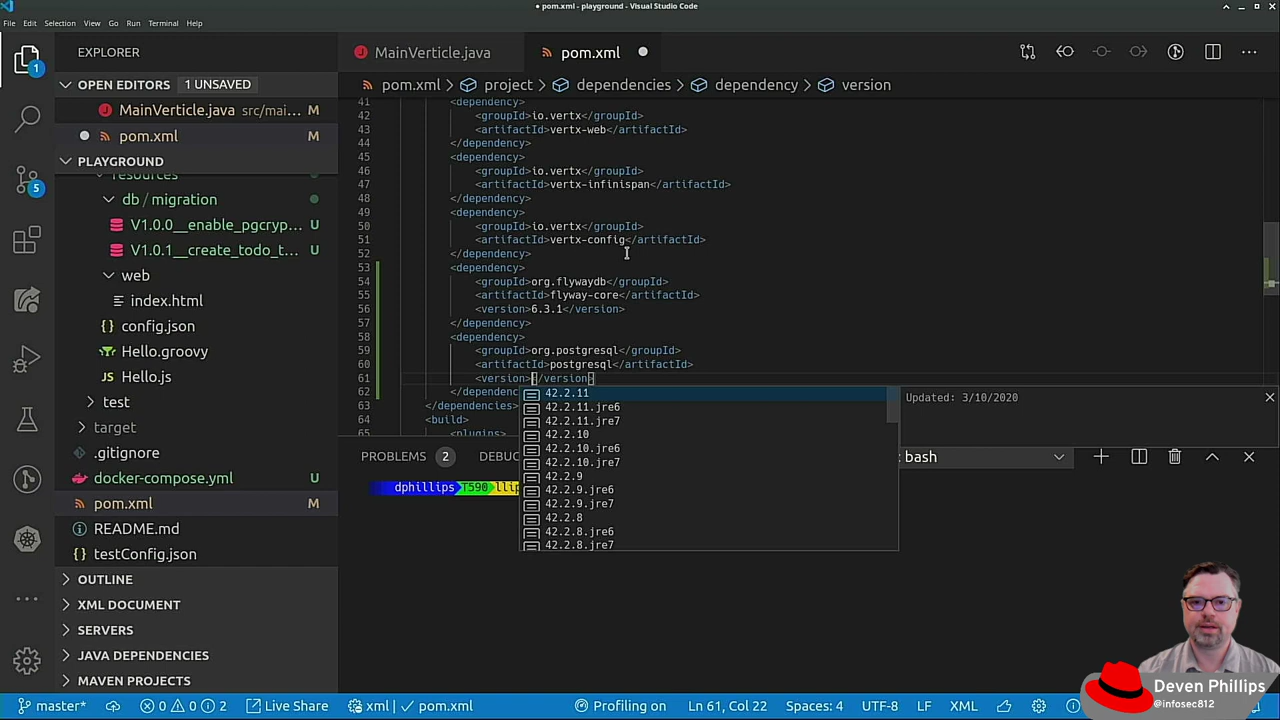 ● pom.xml - playground - Visual Studio Code
File Edit Selection View Go Run Terminal Help
EXPLORER
MainVerticle.java
pom.xml
OPEN EDITORS 1 UNSAVED
pom.xml > project > dependencies > dependency > version
MainVerticle.java src/mai... M
pom.xml M
PLAYGROUND
resources
db / migration
V1.0.0__enable_pgcryp... U
V1.0.1__create_todo_t... U
web
index.html
config.json
Hello.groovy
Hello.js
test
target
.gitignore
docker-compose.yml U
pom.xml M
README.md
testConfig.json
OUTLINE
XML DOCUMENT
SERVERS
JAVA DEPENDENCIES
MAVEN PROJECTS
1
5
41 <dependency>
42 <groupId>io.vertx</groupId>
43 <artifactId>vertx-web</artifactId>
44 </dependency>
45 <dependency>
46 <groupId>io.vertx</groupId>
47 <artifactId>vertx-infinispan</artifactId>
48 </dependency>
49 <dependency>
50 <groupId>io.vertx</groupId>
51 <artifactId>vertx-config</artifactId>
52 </dependency>
53 <dependency>
54 <groupId>org.flywaydb</groupId>
55 <artifactId>flyway-core</artifactId>
56 <version>6.3.1</version>
57 </dependency>
58 <dependency>
59 <groupId>org.postgresql</groupId>
60 <artifactId>postgresql</artifactId>
61 <version></version>
62 </dependenc
63 </dependencies>
64 <build>
65 <plugins>
42.2.11
42.2.11.jre6
42.2.11.jre7
42.2.10
42.2.10.jre6
42.2.10.jre7
42.2.9
42.2.9.jre6
42.2.9.jre7
42.2.8
42.2.8.jre6
42.2.8.jre7
Updated: 3/10/2020
PROBLEMS 2 DEBU
: bash
dphillips T590 llip
Deven Phillips
@infosec812
master* 0 0 2 Live Share xml pom.xml Profiling on Ln 61, Col 22 Spaces: 4 UTF-8 LF XML